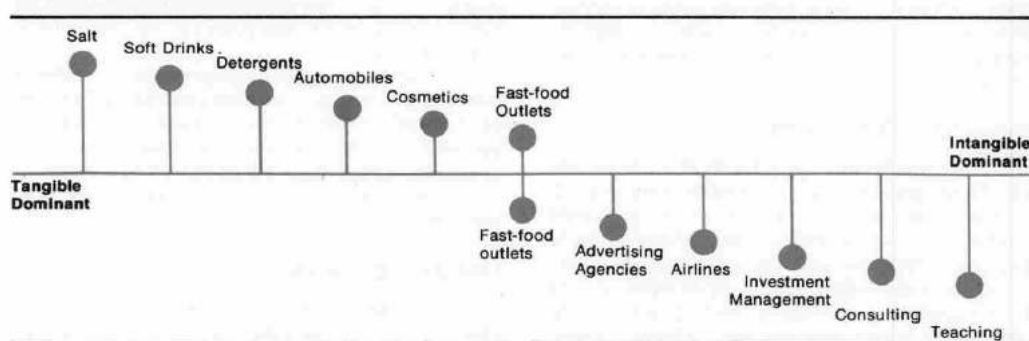 Salt
Soft Drinks
Detergents
Automobiles
Cosmetics
Fast-food
Outlets
Intangible
Dominant
Tangible
Dominant
Fast-food
outlets
Advertising
Agencies
Airlines
Investment
Management
Consulting
Teaching